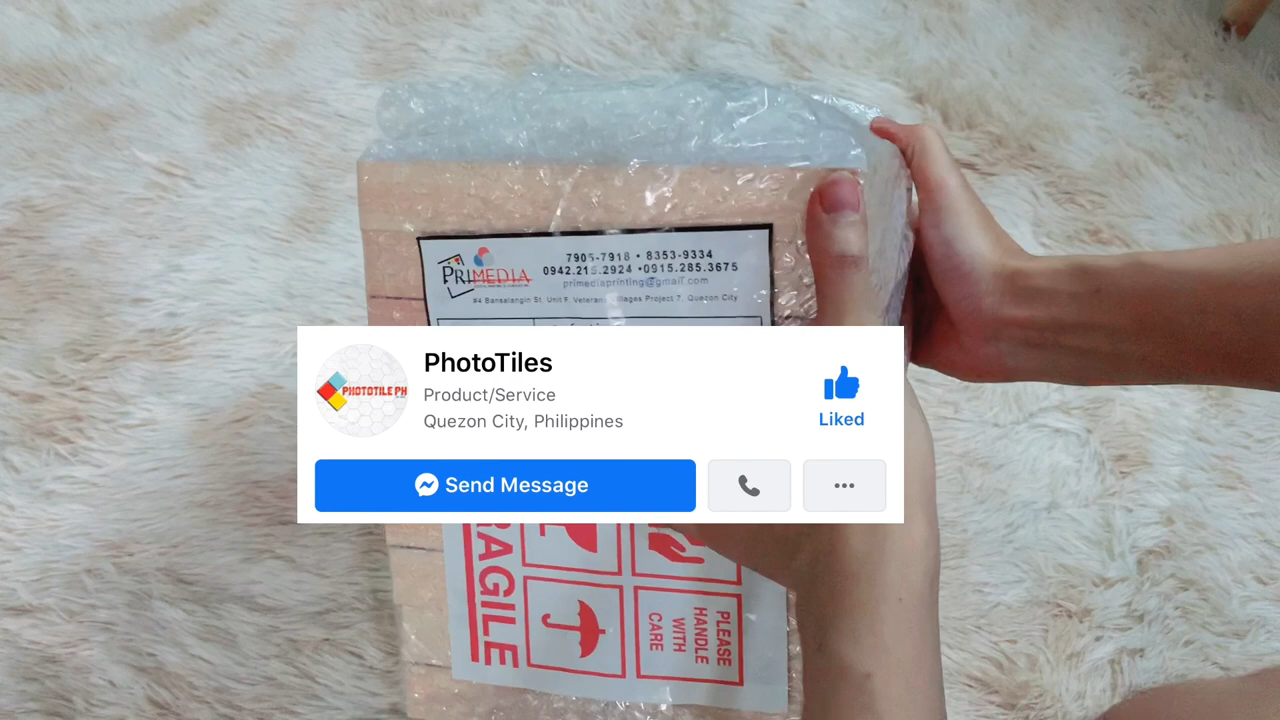 PRIMEDIA
7905-7918 • 8353-9334
0942.215.2924 •0915.285.3675
primediaprinting@gmail.com
#4 Bansalangin St. Unit F, Veterans Villages Project 7, Quezon City
PhotoTiles
PHOTOTILE PH
Product/Service
Quezon City, Philippines
Liked
Send Message
RAGILE
PLEASE
HANDLE
WITH
CARE